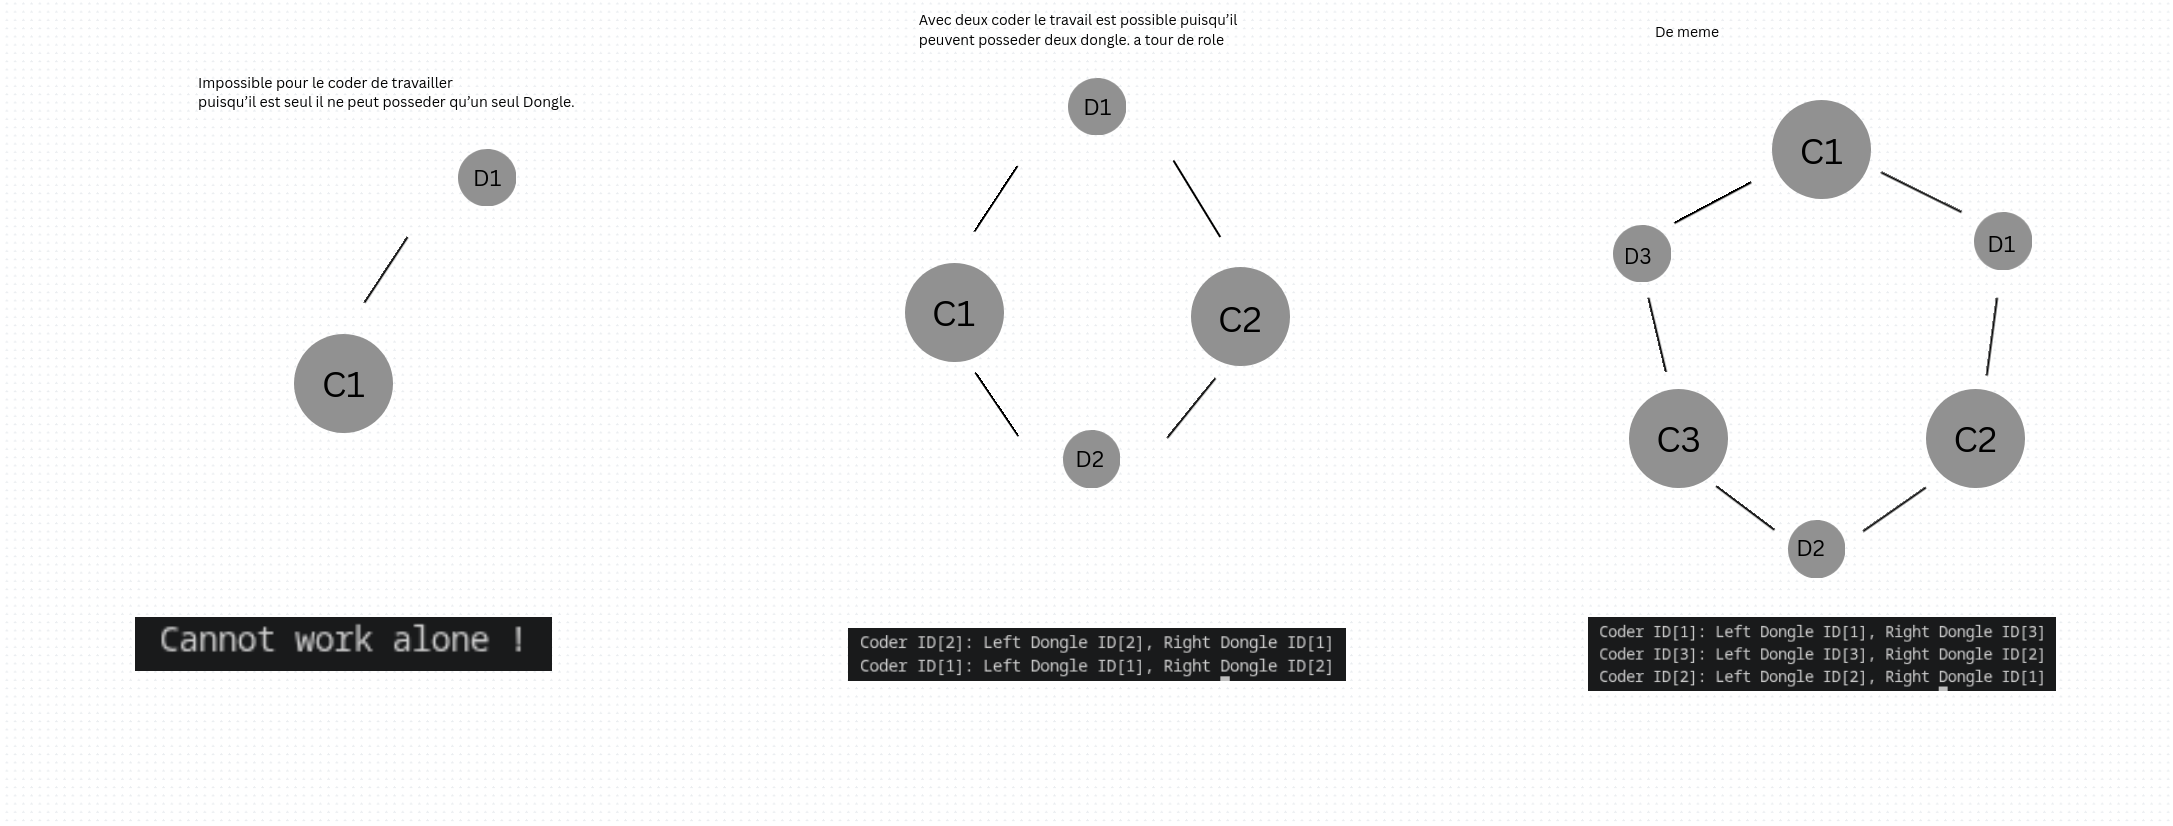 Impossible pour le coder de travailler
puisqu'il est seul il ne peut posseder qu'un seul Dongle.
D1
C1
Cannot work alone !
Avec deux coder le travail est possible puisqu'il
peuvent posseder deux dongle. a tour de role
D1
C1
C2
D2
Coder ID[2]: Left Dongle ID[2], Right Dongle ID[1]
Coder ID[1]: Left Dongle ID[1], Right Dongle ID[2]
De meme
C1
D3
D1
C3
C2
D2
Coder ID[1]: Left Dongle ID[1], Right Dongle ID[3]
Coder ID[3]: Left Dongle ID[3], Right Dongle ID[2]
Coder ID[2]: Left Dongle ID[2], Right Dongle ID[1]